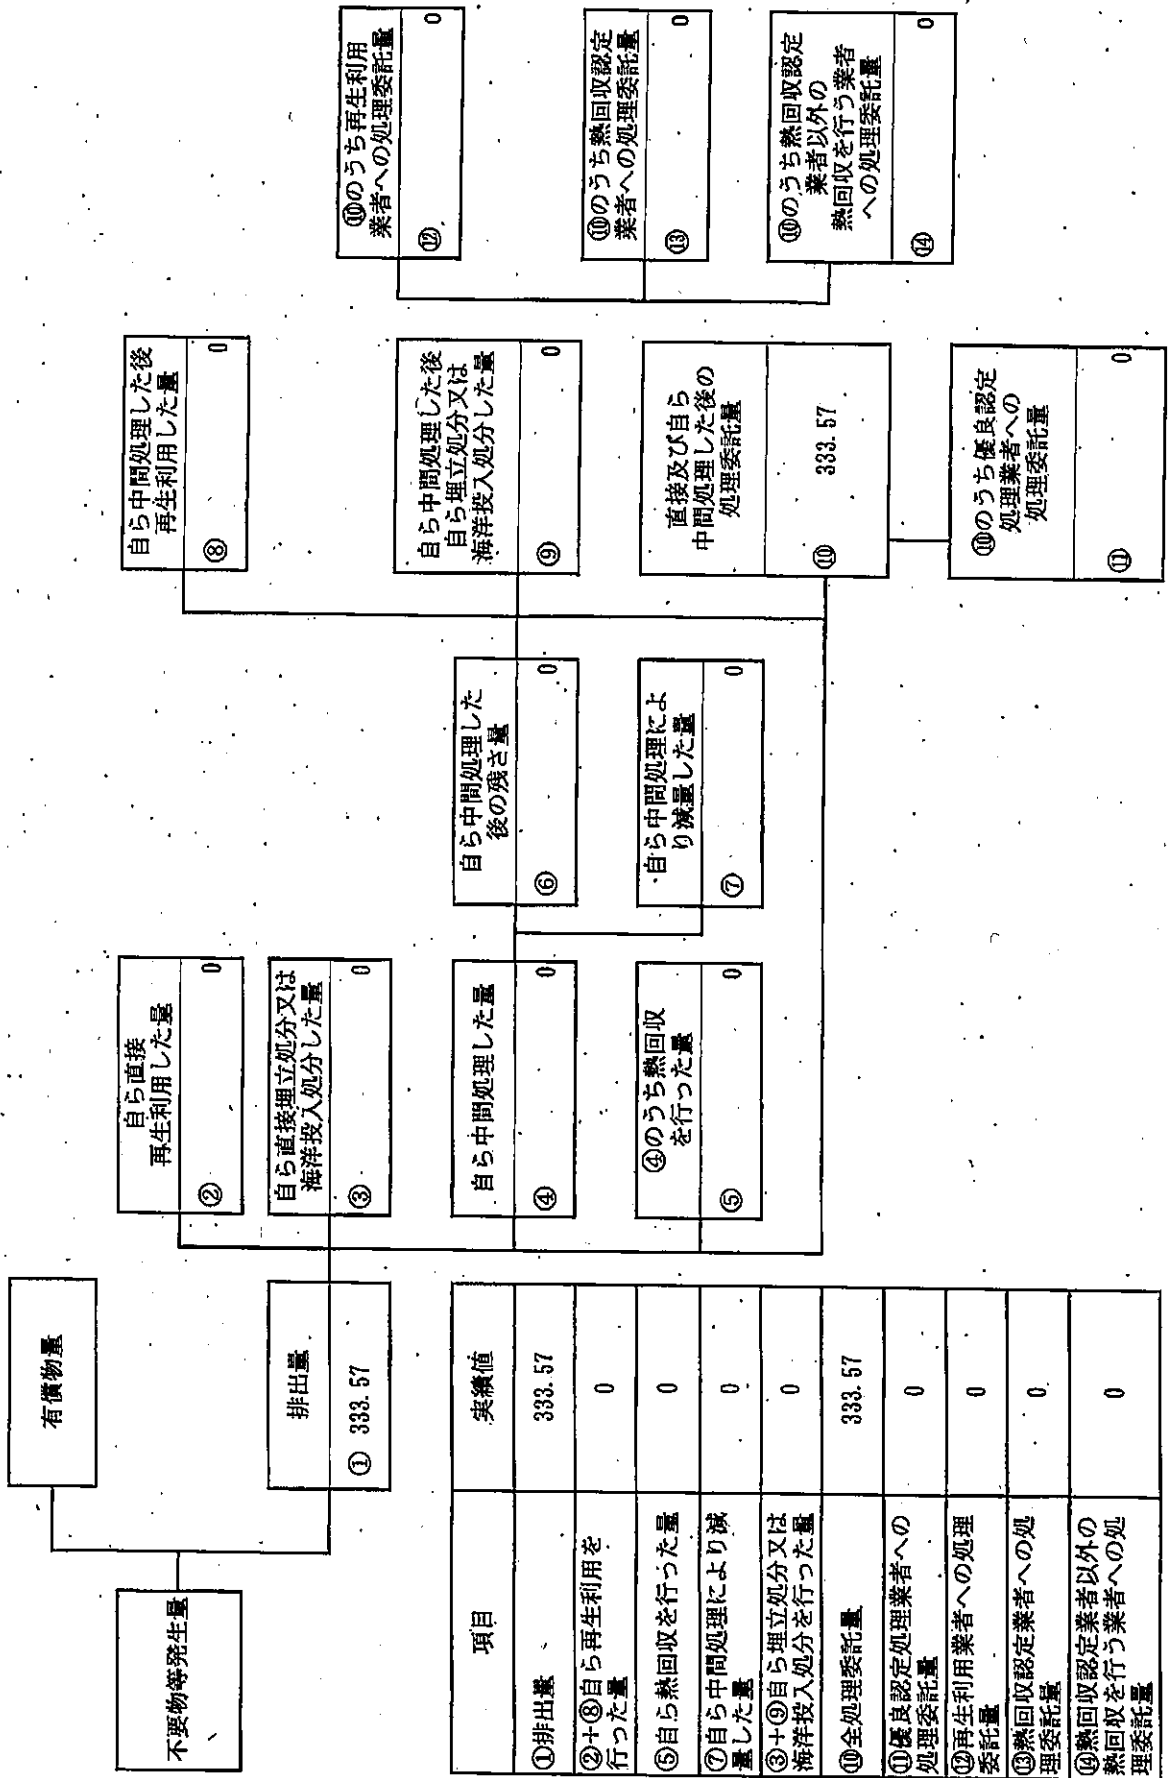 不要物等発生量
有償物量
排出量
① 333.57
自ら直接
再生利用した量
② 0
自ら直接埋立処分又は
海洋投入処分した量
③ 0
自ら中間処理した量
④ 0
④のうち熱回収
を行った量
⑤ 0
自ら中間処理した
後の残さ量
⑥ 0
自ら中間処理によ
り減量した量
⑦ 0
自ら中間処理した後
再生利用した量
⑧ 0
自ら中間処理した後
自ら埋立処分又は
海洋投入処分した量
⑨ 0
直接及び自ら
中間処理した後の
処理委託量
⑩ 333.57
⑩のうち優良認定
処理業者への
処理委託量
⑪ 0
⑩のうち再生利用
業者への処理委託量
⑫ 0
⑩のうち熱回収認定
業者への処理委託量
⑬ 0
⑩のうち熱回収認定
業者以外の
熱回収を行う業者
への処理委託量
⑭ 0
項目 実績値
①排出量 333.57
②+⑧自ら再生利用を
行った量 0
⑤自ら熱回収を行った量 0
⑦自ら中間処理により減
量した量 0
③+⑨自ら埋立処分又は
海洋投入処分を行った量 0
⑩全処理委託量 333.57
⑪優良認定処理業者への
処理委託量 0
⑫再生利用業者への処理
委託量 0
⑬熱回収認定業者への処
理委託量 0
⑭熱回収認定業者以外の
熱回収を行う業者への処
理委託量 0